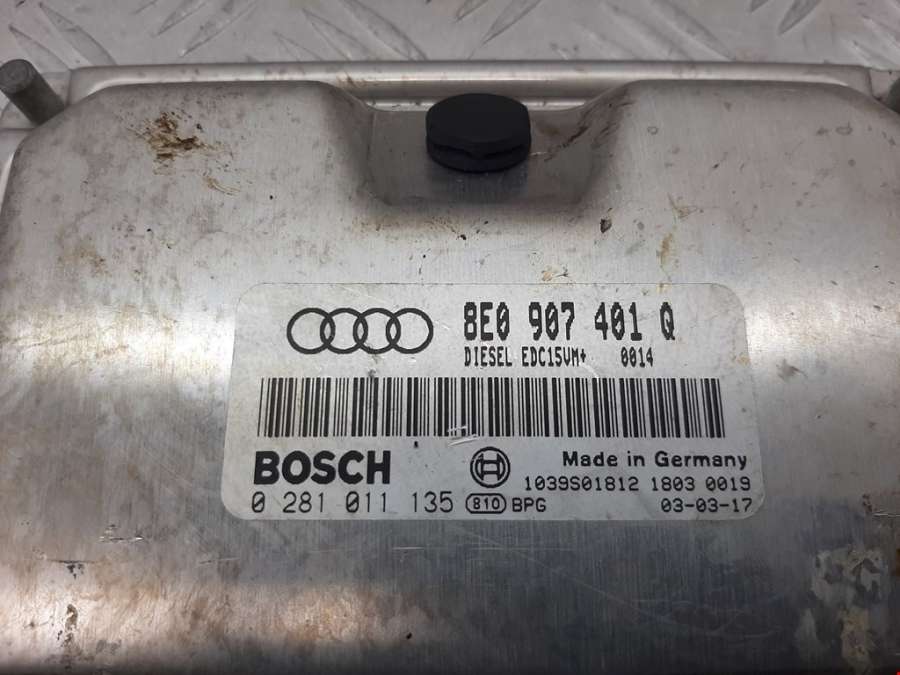 8E0 907 401 Q
DIESEL EDC15VM+ 0014
BOSCH
Made in Germany
1039S01812 1803 0019
0 281 011 135 810 BPG
03-03-17